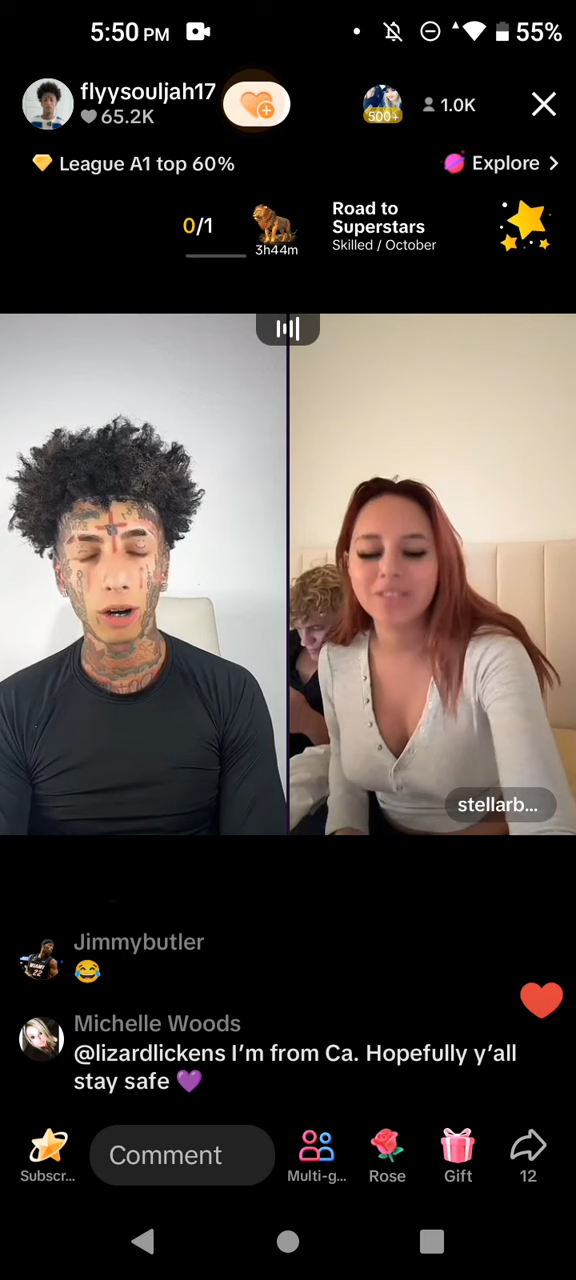 5:50 PM
55%
flyysouljah17
65.2K
500+
1.0K
League A1 top 60%
Explore >
0/1
3h44m
Road to
Superstars
Skilled / October
stellarb...
Jimmybutler
😂
Michelle Woods
@lizardlickens I’m from Ca. Hopefully y’all
stay safe 💜
Subscr...
Comment
Multi-g...
Rose
Gift
12